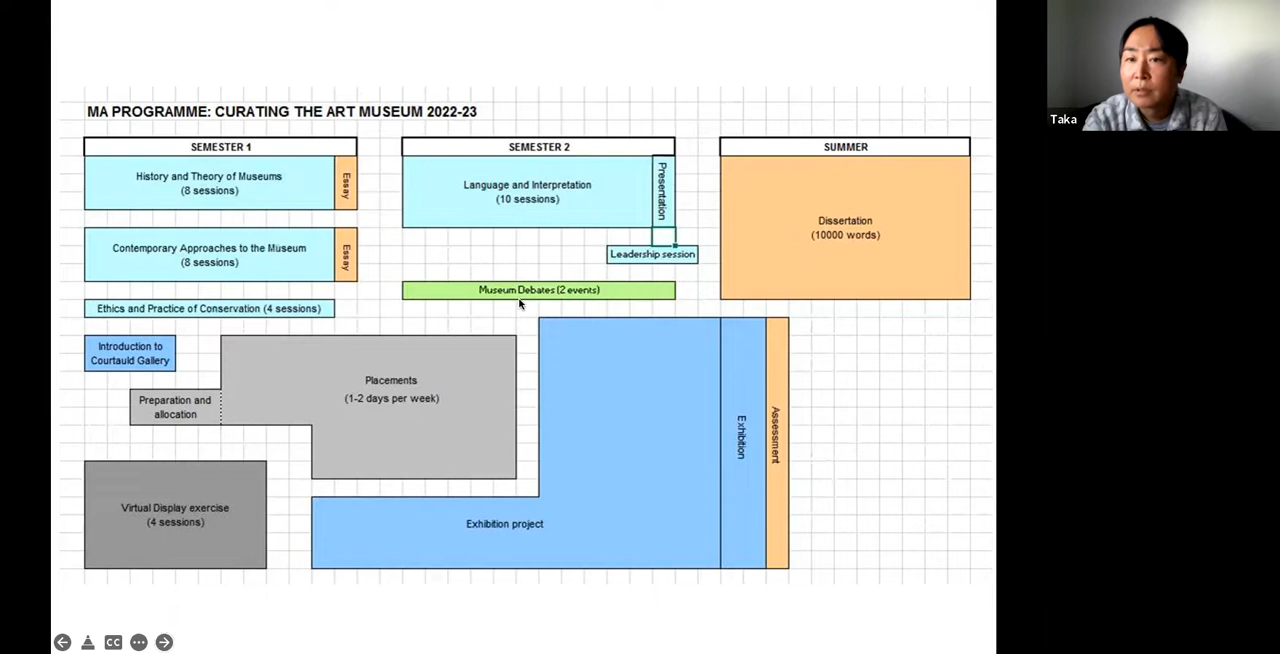 MA PROGRAMME: CURATING THE ART MUSEUM 2022-23
SEMESTER 1
SEMESTER 2
SUMMER
History and Theory of Museums
(8 sessions)
Essay
Language and Interpretation
(10 sessions)
Presentation
Dissertation
(10000 words)
Contemporary Approaches to the Museum
(8 sessions)
Essay
Leadership session
Museum Debates (2 events)
Ethics and Practice of Conservation (4 sessions)
Introduction to
Courtauld Gallery
Placements
(1-2 days per week)
Preparation and
allocation
Exhibition
Assessment
Virtual Display exercise
(4 sessions)
Exhibition project
Taka
CC